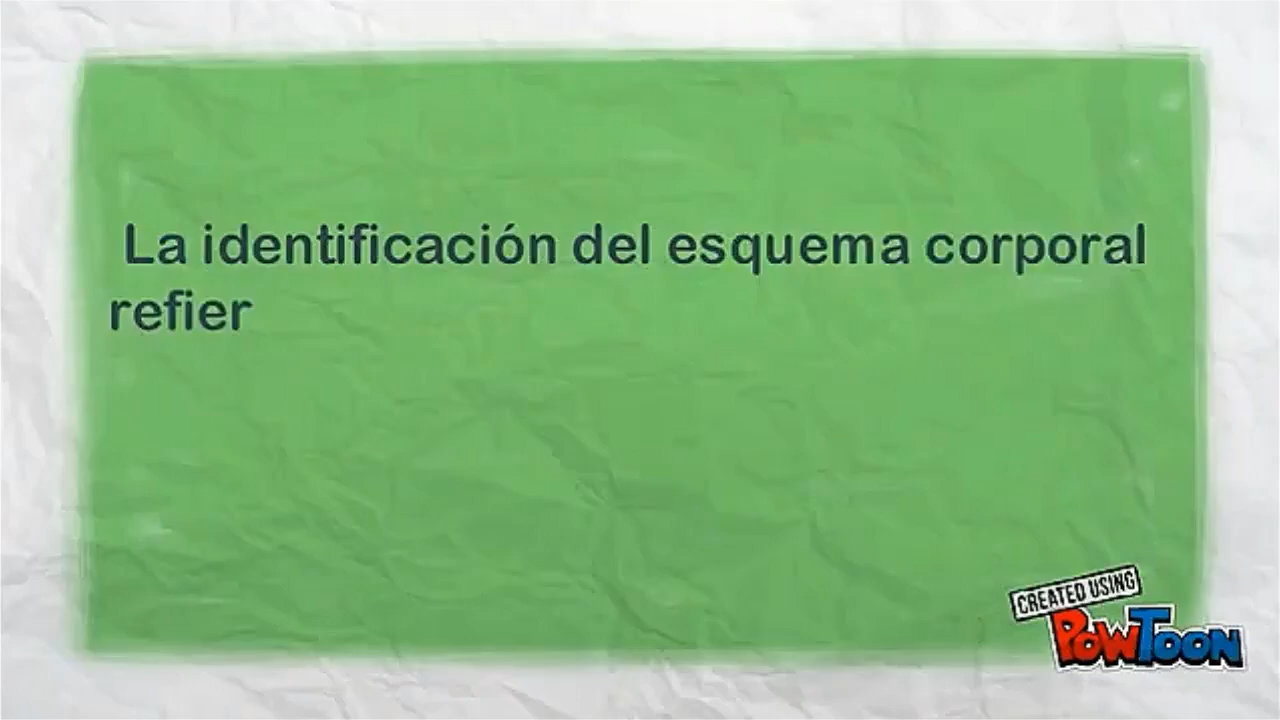 La identificación del esquema corporal
refier
CREATED USING
POWTOON